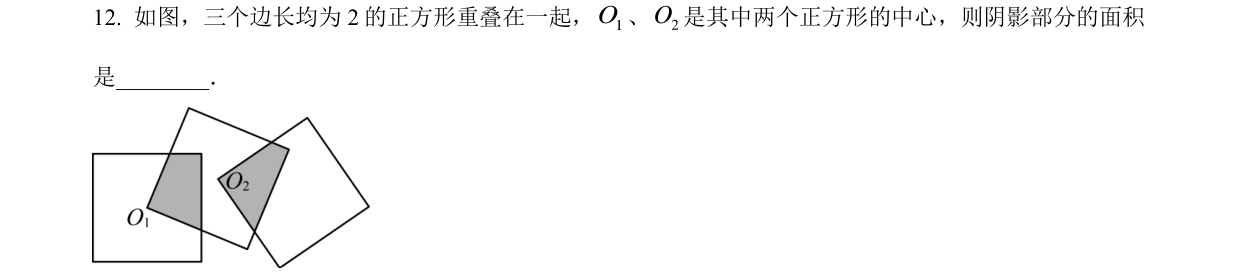 12. 如图，三个边长均为 2 的正方形重叠在一起，O₁、O₂是其中两个正方形的中心，则阴影部分的面积
是________.
O₂
O₁